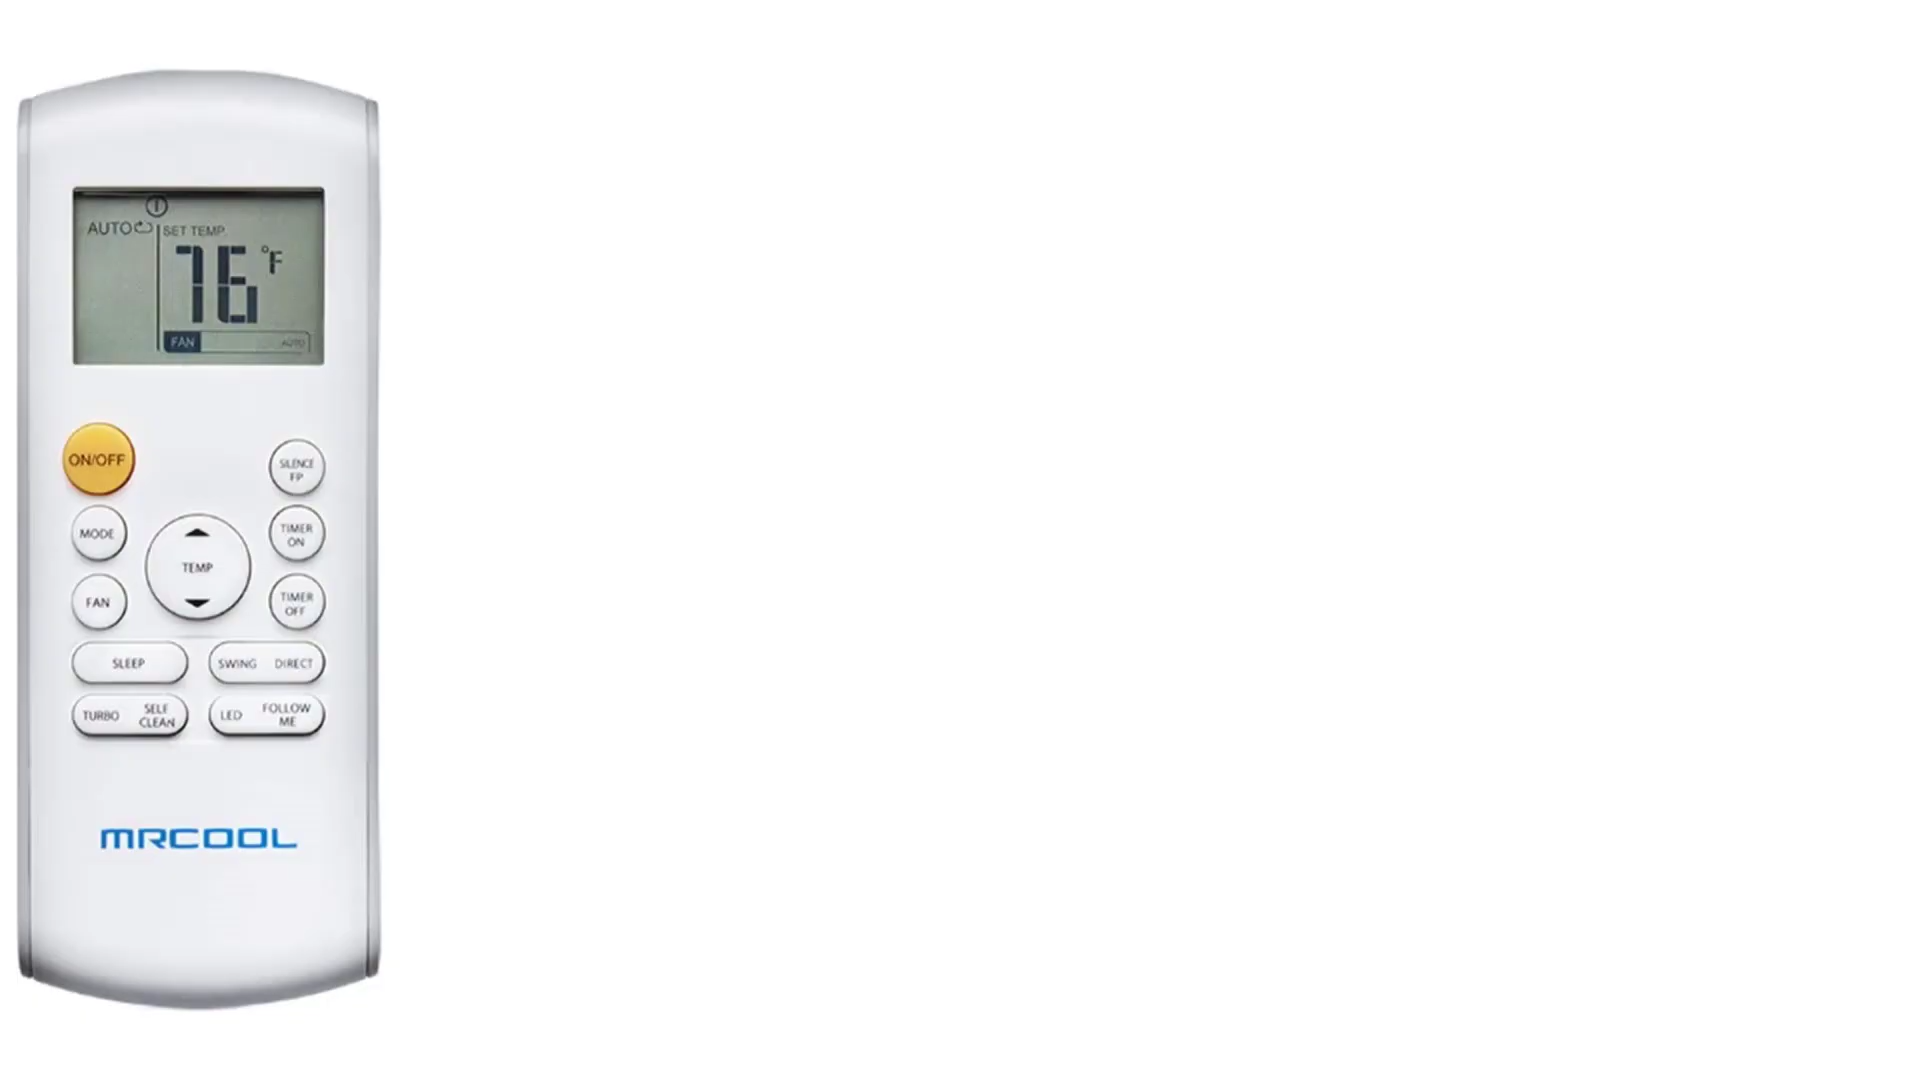 AUTO SET TEMP.
76 °F
FAN AUTO
ON/OFF
SILENCE
FP
MODE
TIMER
ON
TEMP
FAN
TIMER
OFF
SLEEP
SWING DIRECT
TURBO
SELF
CLEAN
LED
FOLLOW
ME
MRCOOL